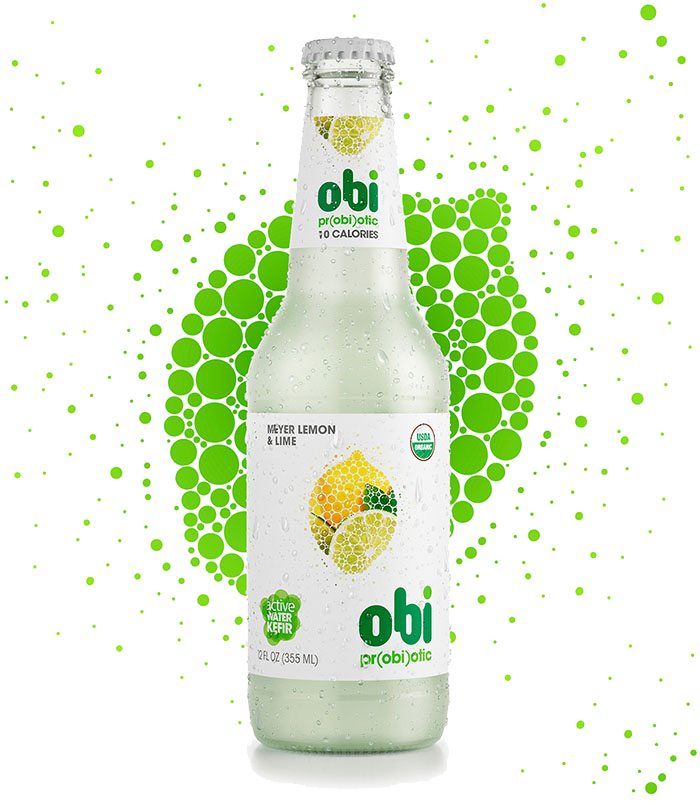 obi
pr(obi)otic
10 CALORIES
MEYER LEMON
& LIME
USDA
ORGANIC
active
WATER
KEFIR
obi
12 FL OZ (355 ML)
pr(obi)otic